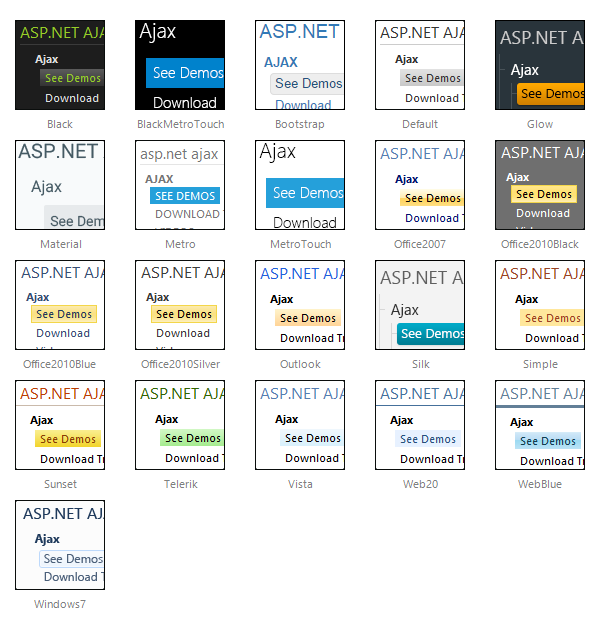 ASP.NET AJA
Ajax
See Demos
Download
Black
Ajax
See Demos
Download
BlackMetroTouch
ASP.NET
AJAX
See Demos
Download
Bootstrap
ASP.NET AJA
Ajax
See Demos
Download Tr
Default
ASP.NET AJ
Ajax
See Demo
Glow
ASP.NET AJ
Ajax
See Dem
Material
asp.net ajax
AJAX
SEE DEMOS
DOWNLOAD
Metro
Ajax
See Demos
Download
MetroTouch
ASP.NET AJA
Ajax
See Demos
Download T
Office2007
ASP.NET AJA
Ajax
See Demos
Download
Office2010Black
ASP.NET AJA
Ajax
See Demos
Download
Office2010Blue
ASP.NET AJA
Ajax
See Demos
Download
Office2010Silver
ASP.NET AJA
Ajax
See Demos
Download Tr
Outlook
ASP.NET AJ
Ajax
See Demos
Silk
ASP.NET AJA
Ajax
See Demos
Download T
Simple
ASP.NET AJA
Ajax
See Demos
Download Tr
Sunset
ASP.NET AJA
Ajax
See Demos
Download T
Telerik
ASP.NET AJA
Ajax
See Demos
Download T
Vista
ASP.NET AJA
Ajax
See Demos
Download Tr
Web20
ASP.NET AJA
Ajax
See Demos
Download Tr
WebBlue
ASP.NET AJ
Ajax
See Demos
Download T
Windows7